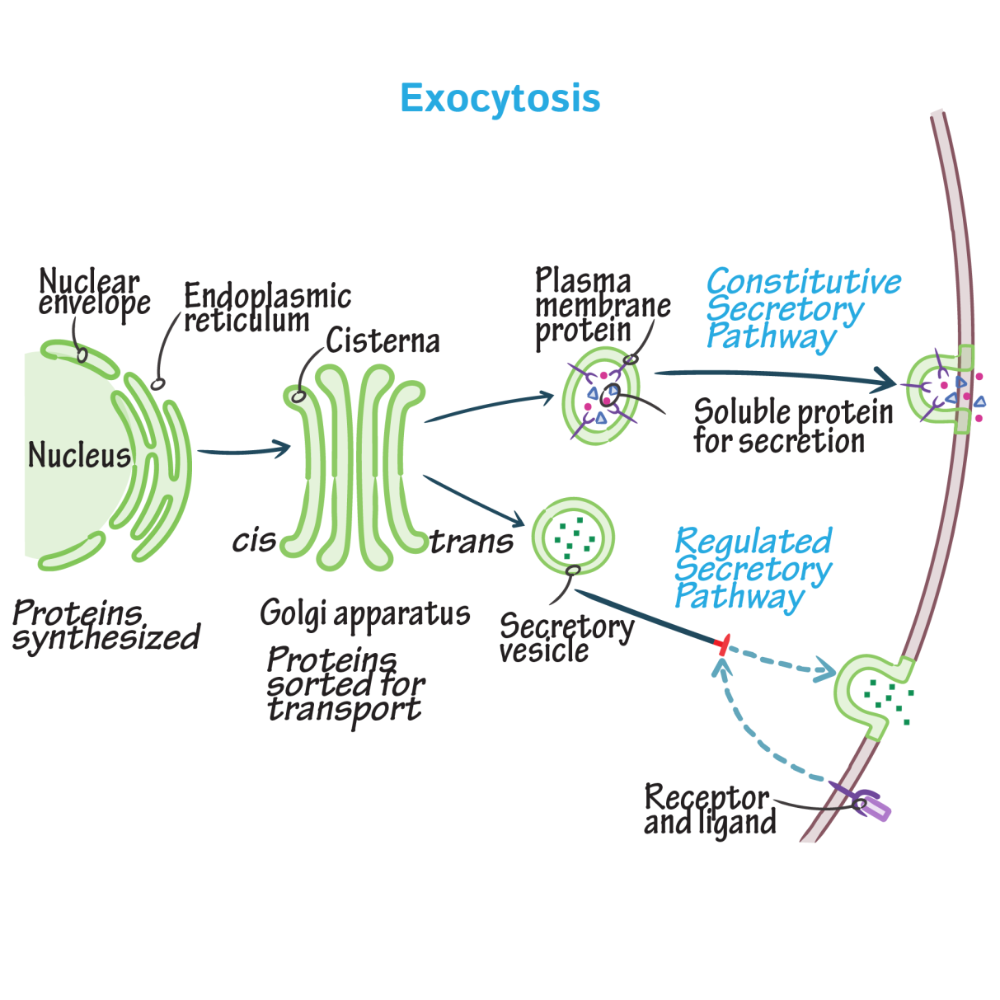 Exocytosis
Nuclear
envelope
Endoplasmic
reticulum
Cisterna
Plasma
membrane
protein
Constitutive
Secretory
Pathway
Soluble protein
for secretion
Nucleus
cis
trans
Regulated
Secretory
Pathway
Proteins
synthesized
Golgi apparatus
Proteins
sorted for
transport
Secretory
vesicle
Receptor
and ligand